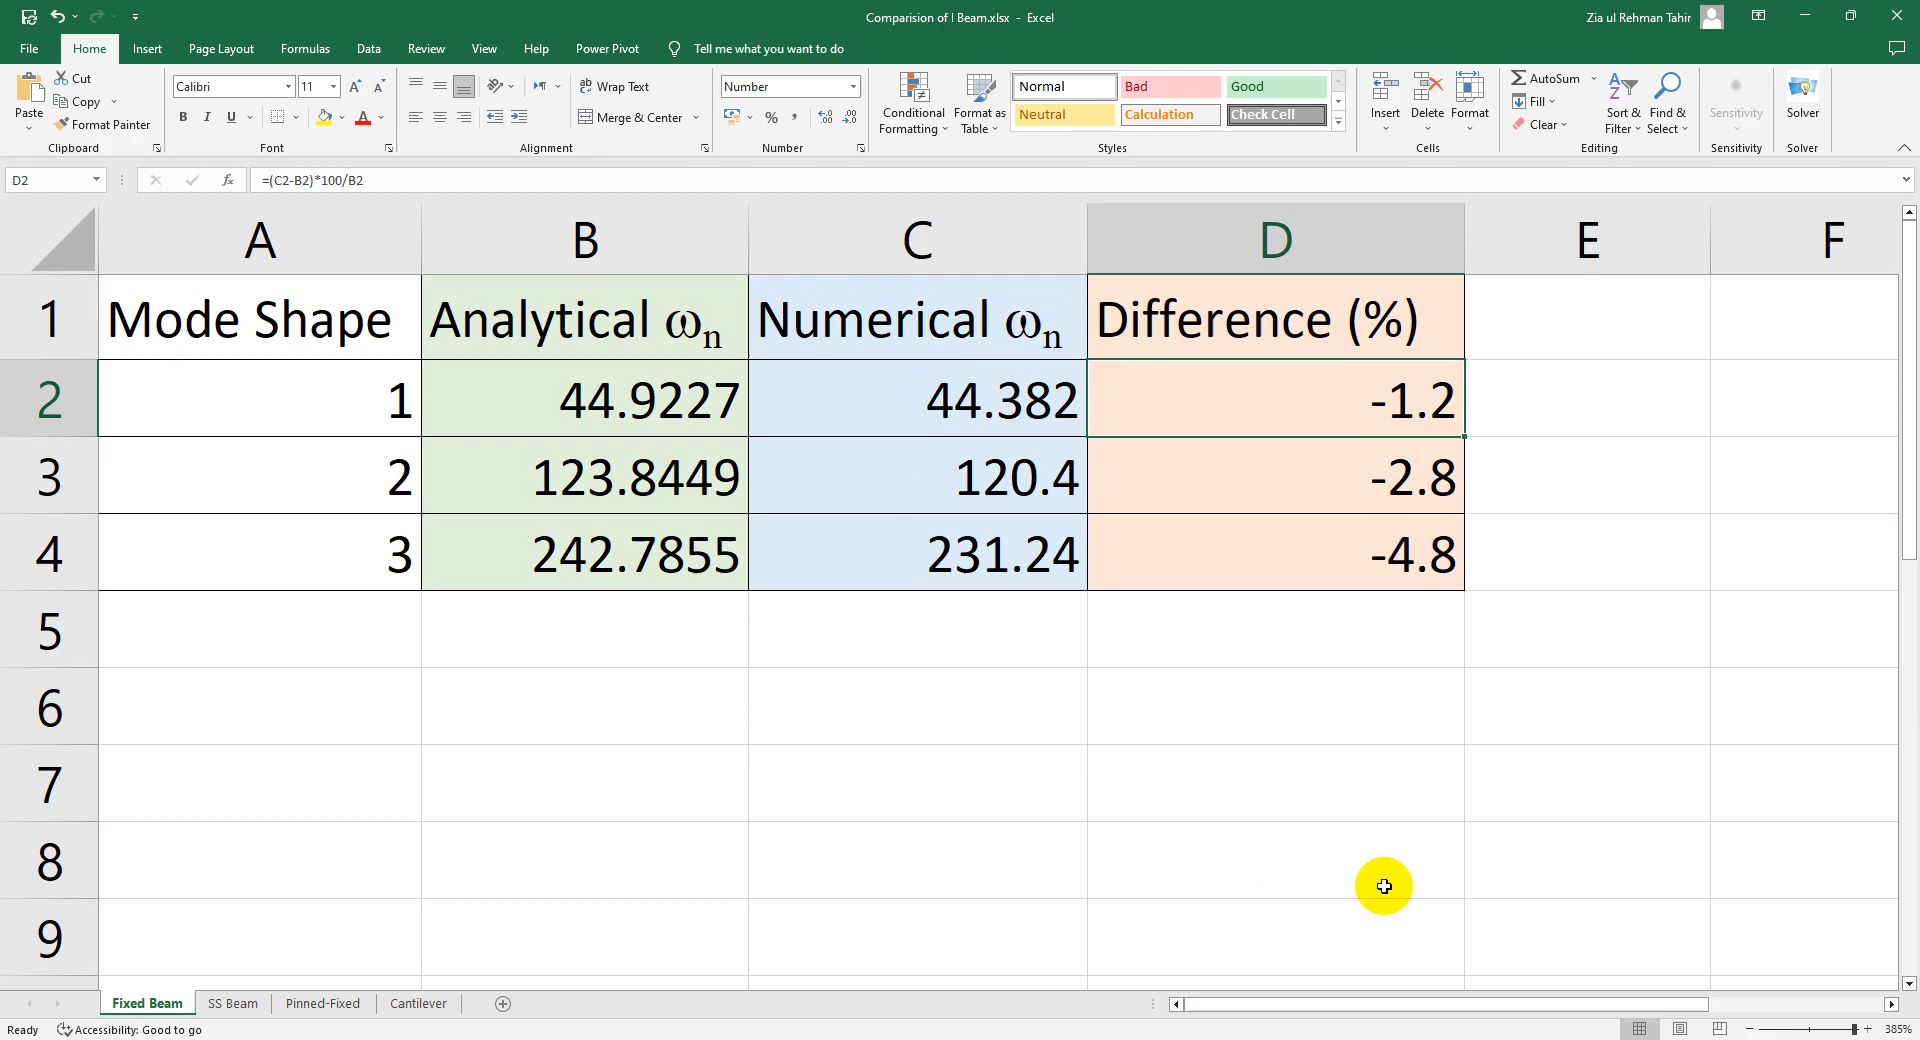 Comparision of I Beam.xlsx - Excel
Zia ul Rehman Tahir
File Home Insert Page Layout Formulas Data Review View Help Power Pivot Tell me what you want to do
Paste
Cut
Copy
Format Painter
Clipboard
Calibri 11
B I U
Font
Wrap Text
Merge & Center
Alignment
Number
Number
Conditional Formatting
Format as Table
Normal Bad Good
Neutral Calculation Check Cell
Styles
Insert Delete Format
Cells
AutoSum
Fill
Clear
Sort & Filter
Find & Select
Editing
Sensitivity
Sensitivity
Solver
Solver
D2 fx =(C2-B2)*100/B2
A B C D E F
1 Mode Shape Analytical ωn Numerical ωn Difference (%)
2 1 44.9227 44.382 -1.2
3 2 123.8449 120.4 -2.8
4 3 242.7855 231.24 -4.8
5
6
7
8
9
Fixed Beam SS Beam Pinned-Fixed Cantilever
Ready Accessibility: Good to go 385%